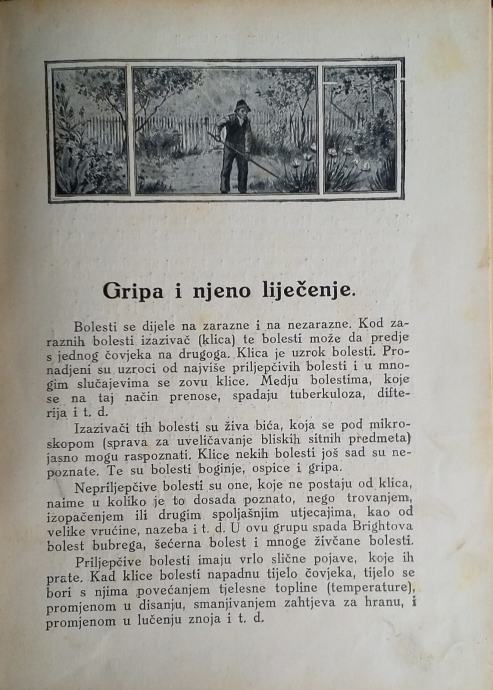 Gripa i njeno liječenje.
Bolesti se dijele na zarazne i na nezarazne. Kod za-
raznih bolesti izazivač (klica) te bolesti može da predje
s jednog čovjeka na drugoga. Klica je uzrok bolesti. Pro-
nadjeni su uzroci od najviše priljepčivih bolesti i u mno-
gim slučajevima se zovu klice. Medju bolestima, koje
se na taj način prenose, spadaju tuberkuloza, difte-
rija i t. d.
Izazivači tih bolesti su živa bića, koja se pod mikro-
skopom (sprava za uveličavanje bliskih sitnih predmeta)
jasno mogu raspoznati. Klice nekih bolesti još sad su ne-
poznate. Te su bolesti boginje, ospice i gripa.
Nepriljepčive bolesti su one, koje ne postaju od klica,
naime u koliko je to dosada poznato, nego trovanjem,
izopačenjem ili drugim spoljašnjim utjecajima, kao od
velike vrućine, nazeba i t. d. U ovu grupu spada Brightova
bolest bubrega, šećerna bolest i mnoge živčane bolesti.
Priljepčive bolesti imaju vrlo slične pojave, koje ih
prate. Kad klice bolesti napadnu tijelo čovjeka, tijelo se
bori s njima povećanjem tjelesne topline (temperature),
promjenom u disanju, smanjivanjem zahtjeva za hranu, i
promjenom u lučenju znoja i t. d.